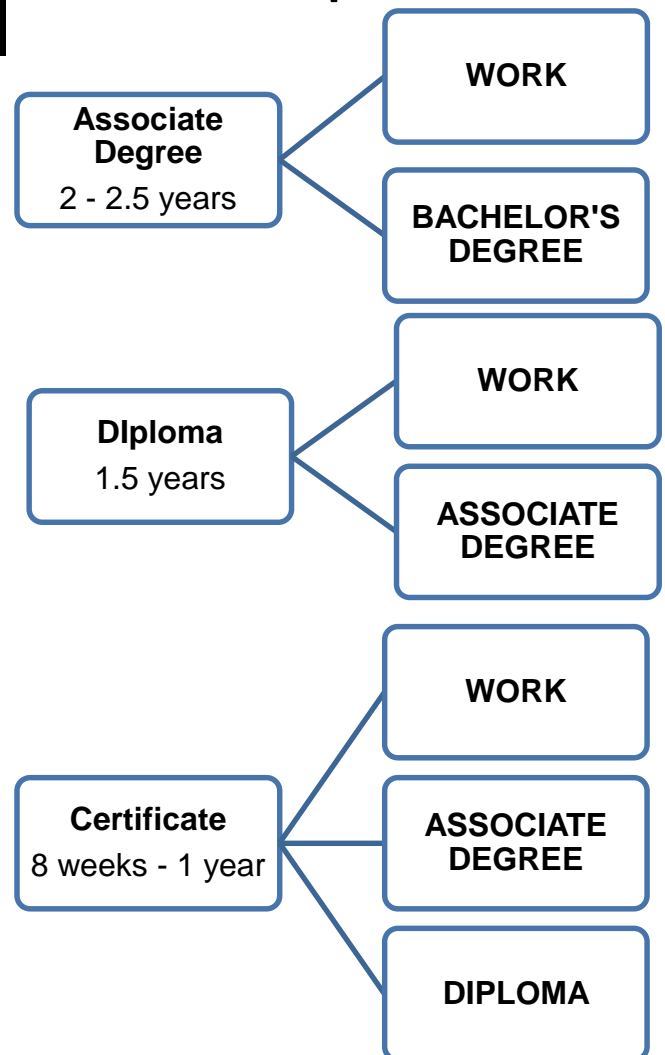 Associate
Degree
2 - 2.5 years
WORK
BACHELOR'S
DEGREE
DIploma
1.5 years
WORK
ASSOCIATE
DEGREE
Certificate
8 weeks - 1 year
WORK
ASSOCIATE
DEGREE
DIPLOMA